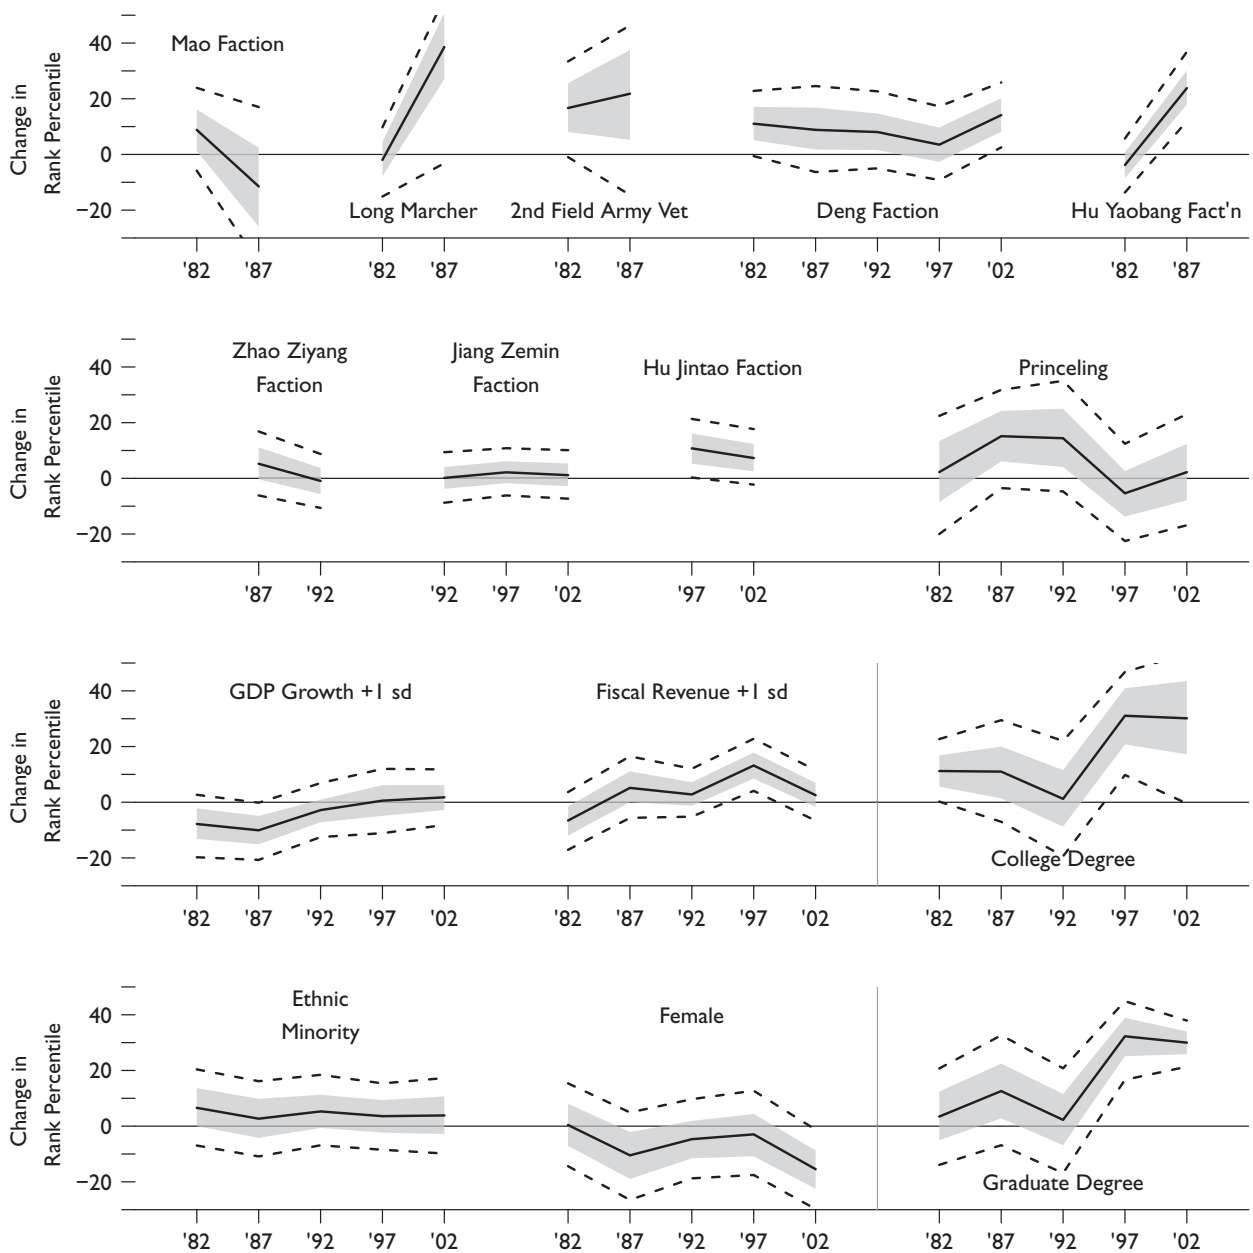 Change in
Rank Percentile
40
20
0
−20
Mao Faction
Long Marcher
2nd Field Army Vet
Deng Faction
Hu Yaobang Fact'n
'82 '87 '82 '87 '82 '87 '82 '87 '92 '97 '02 '82 '87
Change in
Rank Percentile
40
20
0
−20
Zhao Ziyang
Faction
Jiang Zemin
Faction
Hu Jintao Faction
Princeling
'87 '92 '92 '97 '02 '97 '02 '82 '87 '92 '97 '02
Change in
Rank Percentile
40
20
0
−20
GDP Growth +1 sd
Fiscal Revenue +1 sd
College Degree
'82 '87 '92 '97 '02 '82 '87 '92 '97 '02 '82 '87 '92 '97 '02
Change in
Rank Percentile
40
20
0
−20
Ethnic
Minority
Female
Graduate Degree
'82 '87 '92 '97 '02 '82 '87 '92 '97 '02 '82 '87 '92 '97 '02